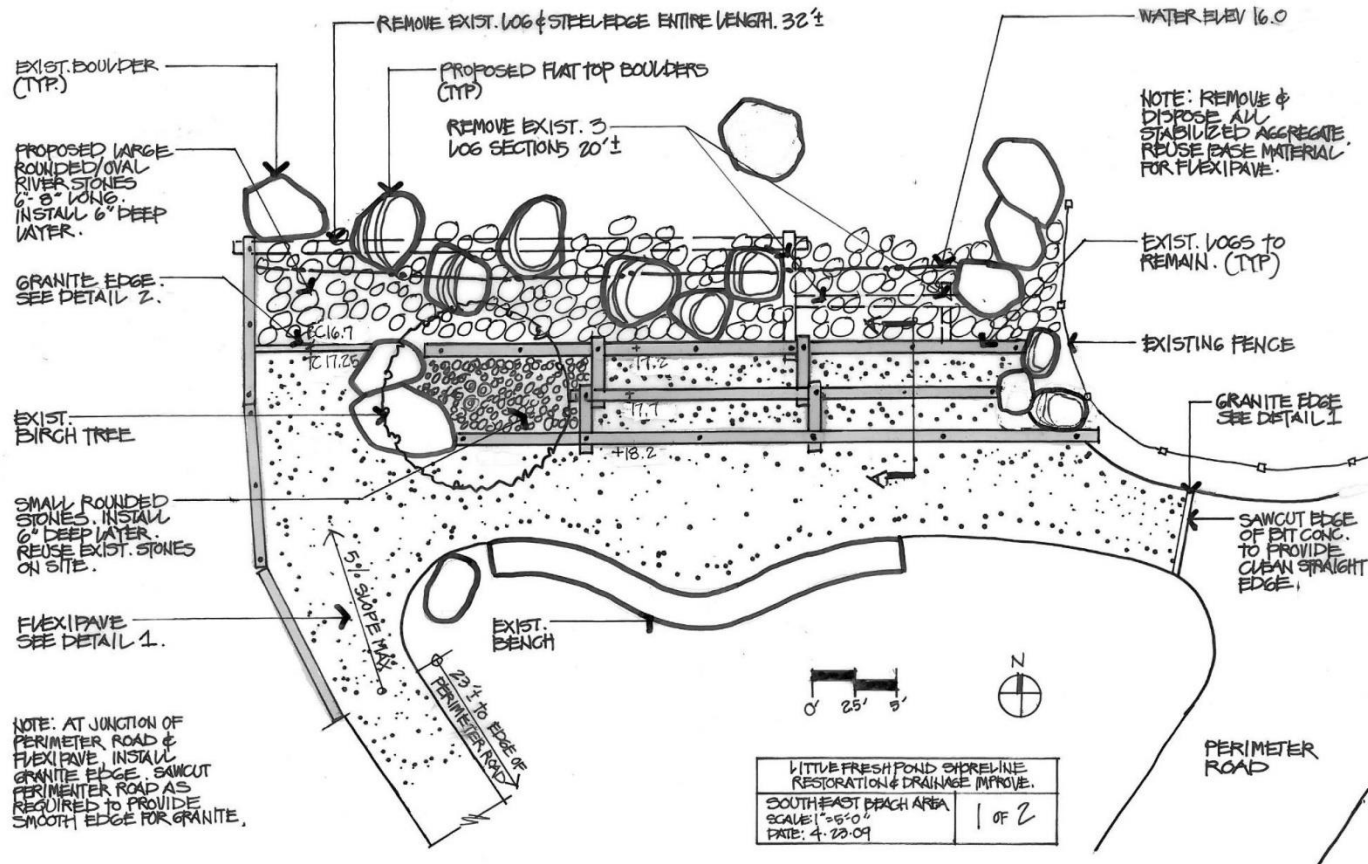 REMOVE EXIST. LOG & STEEL EDGE ENTIRE LENGTH. 32'±
WATER ELEV 16.0
EXIST. BOULDER
(TYP.)
PROPOSED FLAT TOP BOULDERS
(TYP)
REMOVE EXIST. 3
LOG SECTIONS 20'±
NOTE: REMOVE &
DISPOSE ALL
STABILIZED AGGREGATE
REUSE BASE MATERIAL
FOR FLEXIPAVE.
PROPOSED LARGE
ROUNDED/OVAL
RIVER STONES
6"-8" LONG.
INSTALL 6" DEEP
LAYER.
EXIST. LOGS TO
REMAIN. (TYP)
GRANITE EDGE.
SEE DETAIL 2.
EXISTING FENCE
16.7
TC 17.25
17.2
17.7
+18.2
GRANITE EDGE
SEE DETAIL 1
EXIST.
BIRCH TREE
SMALL ROUNDED
STONES. INSTALL
6" DEEP LAYER.
REUSE EXIST. STONES
ON SITE.
SAWCUT EDGE
OF BIT CONC.
TO PROVIDE
CLEAN STRAIGHT
EDGE.
FLEXIPAVE
SEE DETAIL 1.
5% SLOPE MAX
EXIST.
BENCH
23'± TO EDGE OF
PERIMETER ROAD
0' 25' 5'
N
NOTE: AT JUNCTION OF
PERIMETER ROAD &
FLEXIPAVE, INSTALL
GRANITE EDGE. SAWCUT
PERIMENTER ROAD AS
REQUIRED TO PROVIDE
SMOOTH EDGE FOR GRANITE.
PERIMETER
ROAD
LITTLE FRESH POND SHORELINE
RESTORATION & DRAINAGE IMPROVE.
SOUTHEAST BEACH AREA
SCALE: 1"=5'-0"
DATE: 4.23.09
1 OF 2